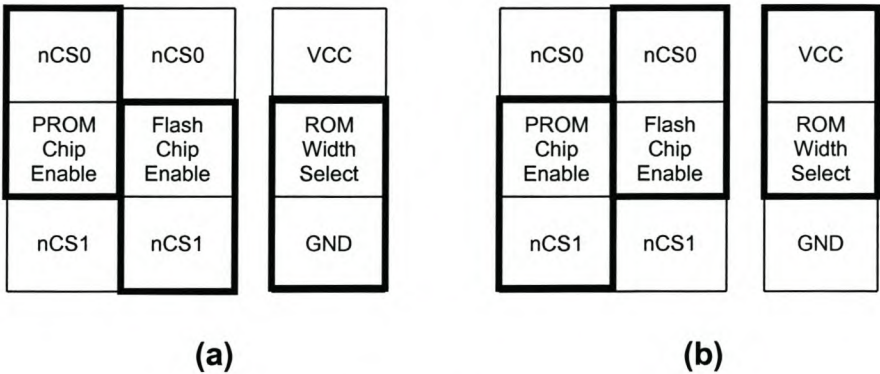 nCS0 nCS0 VCC
PROM Flash ROM
Chip Chip Width
Enable Enable Select
nCS1 nCS1 GND
(a)
nCS0 nCS0 VCC
PROM Flash ROM
Chip Chip Width
Enable Enable Select
nCS1 nCS1 GND
(b)